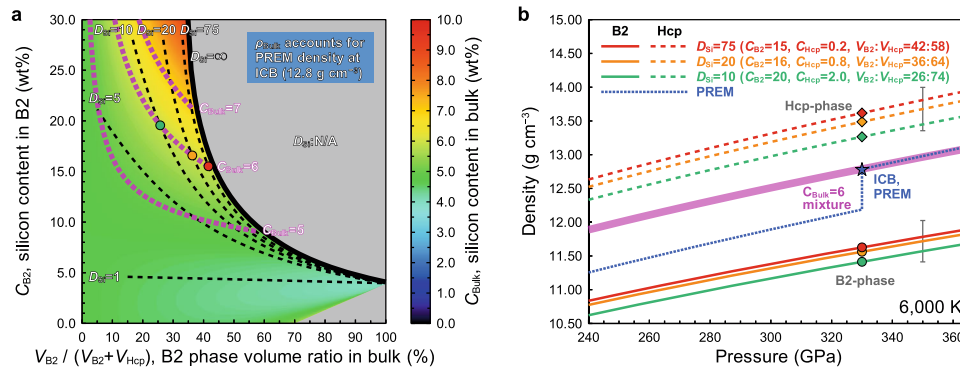 a
30.0
25.0
20.0
15.0
10.0
5.0
0.0
C_B2, silicon content in B2 (wt%)
D_Si=10
D_Si=20
D_Si=75
D_Si=∞
D_Si=5
D_Si=1
ρ_Bulk accounts for
PREM density at
ICB (12.8 g cm⁻³)
D_Si:N/A
C_Bulk=7
C_Bulk=6
C_Bulk=5
0 10 20 30 40 50 60 70 80 90 100
V_B2 / (V_B2+V_Hcp), B2 phase volume ratio in bulk (%)
10.0
9.0
8.0
7.0
6.0
5.0
4.0
3.0
2.0
1.0
0.0
C_Bulk, silicon content in bulk (wt%)
b
15.00
14.50
14.00
13.50
13.00
12.50
12.00
11.50
11.00
10.50
Density (g cm⁻³)
B2 Hcp
D_Si=75 (C_B2=15, C_Hcp=0.2, V_B2:V_Hcp=42:58)
D_Si=20 (C_B2=16, C_Hcp=0.8, V_B2:V_Hcp=36:64)
D_Si=10 (C_B2=20, C_Hcp=2.0, V_B2:V_Hcp=26:74)
PREM
Hcp-phase
C_Bulk=6
mixture
ICB,
PREM
B2-phase
6,000 K
240 260 280 300 320 340 360
Pressure (GPa)